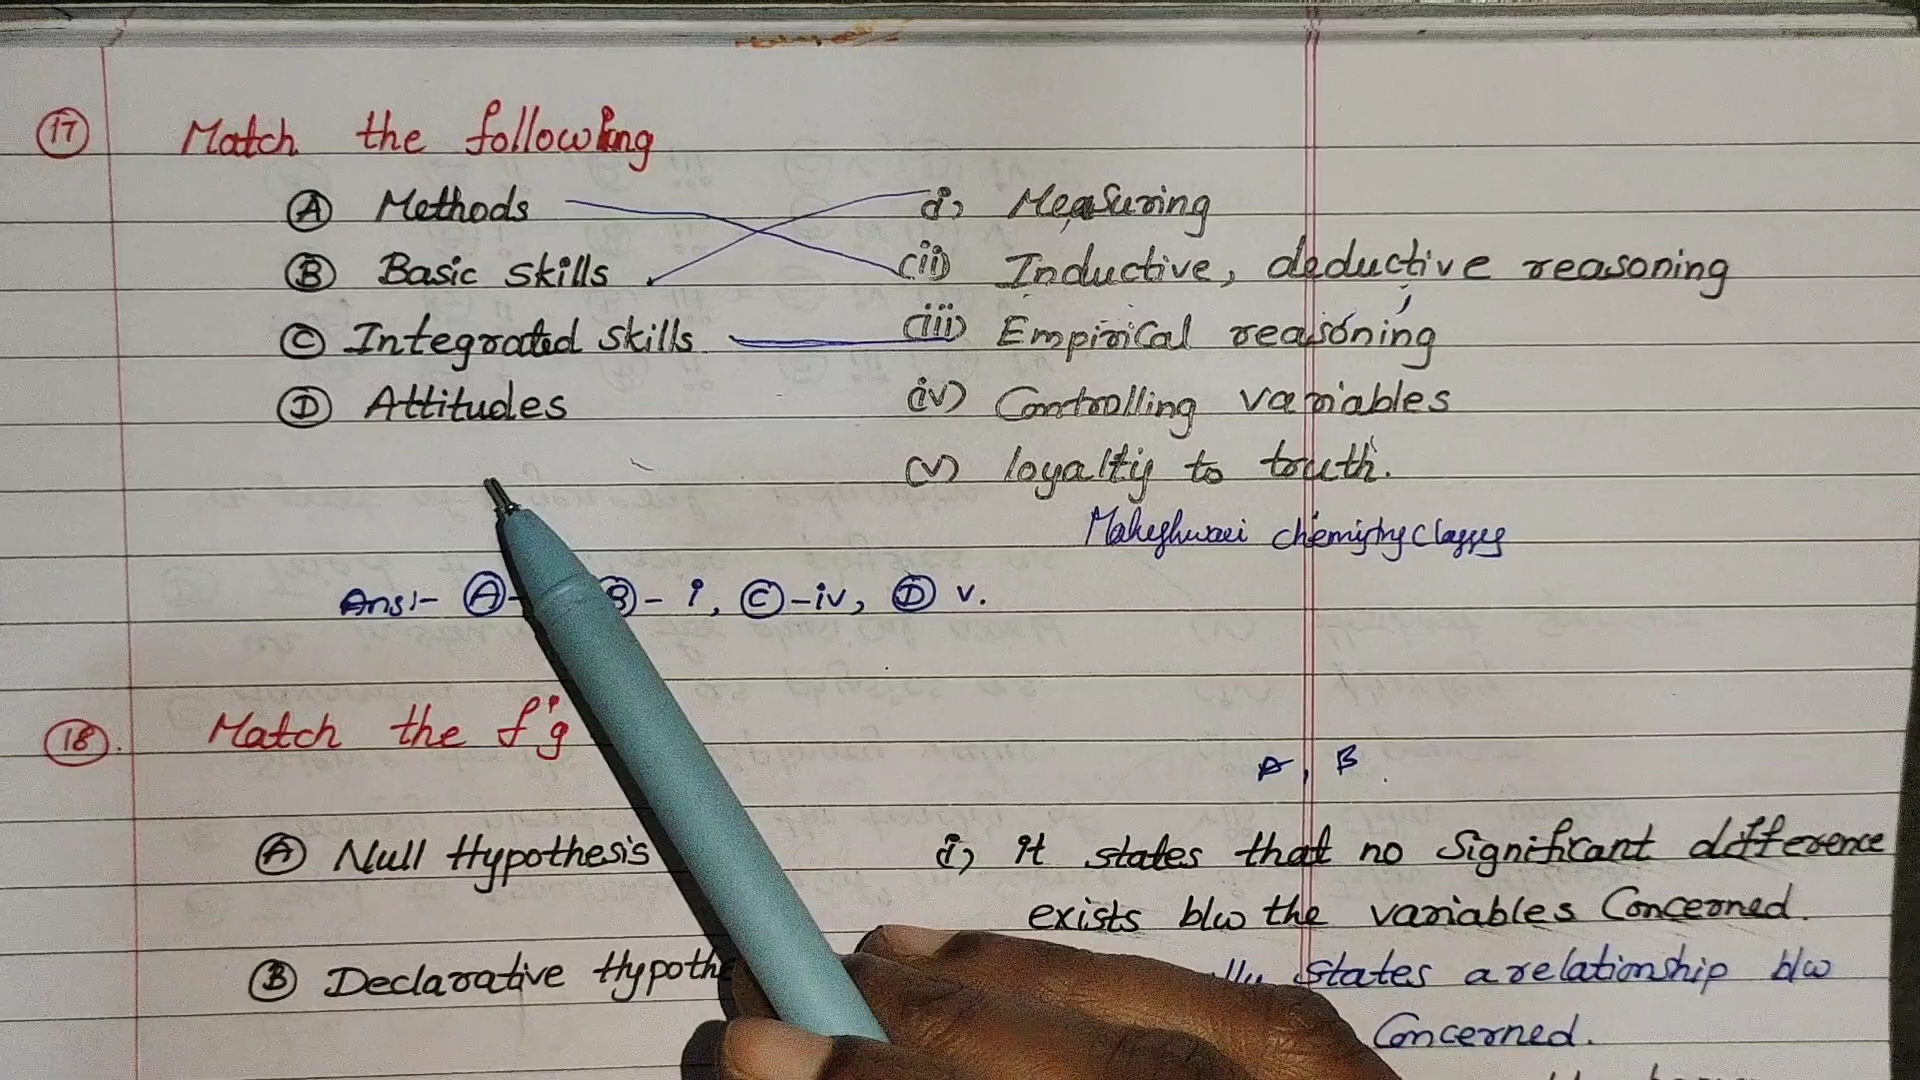 17 Match the following
A Methods i) Measuring
B Basic skills (ii) Inductive, deductive reasoning
C Integrated skills (iii) Empirical reasoning
D Attitudes (iv) Controlling variables
(v) loyalty to truth.
Maheshwari chemistry classes
Ans:- A- B- i, C-iv, D v.
18. Match the f'g
A, B.
A Null Hypothesis i) it states that no significant difference
exists b/w the variables Concerned.
B Declarative states a relationship b/w
Concerned.